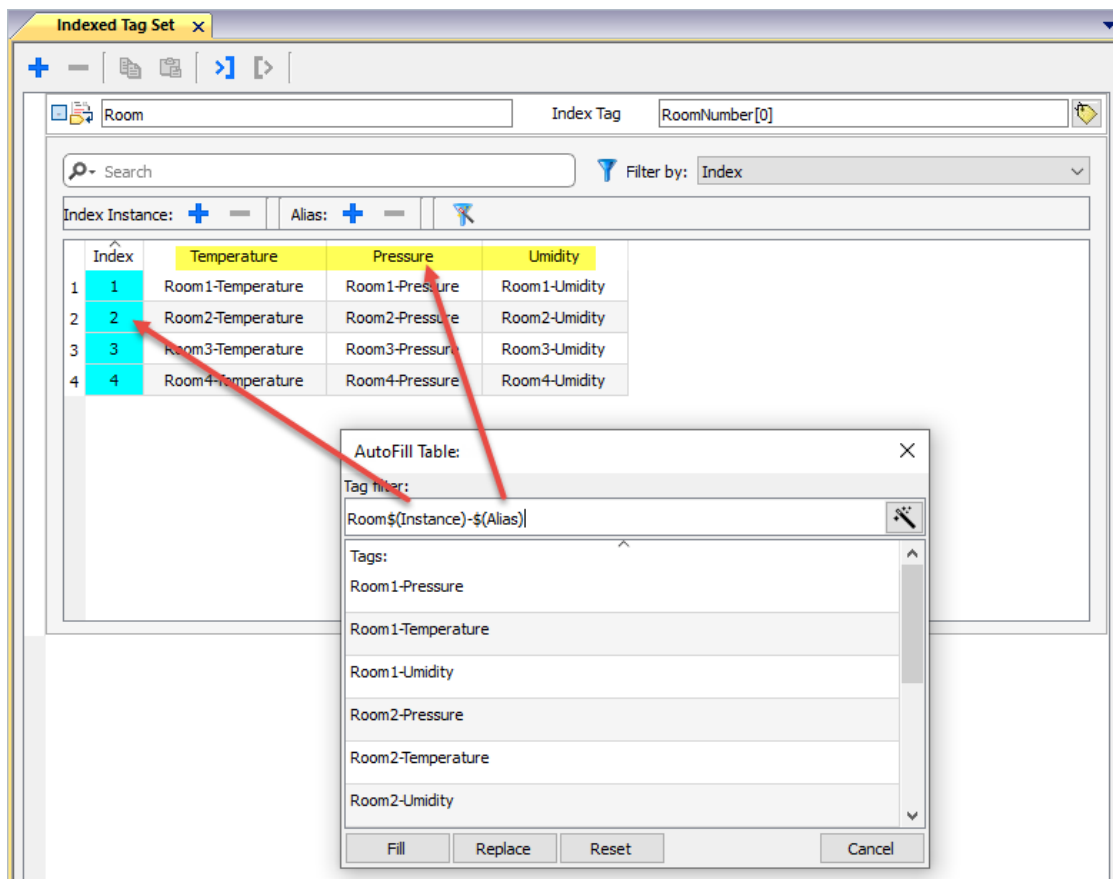 Indexed Tag Set
Room Index Tag RoomNumber[0]
Search Filter by: Index
Index Instance: Alias:
Index Temperature Pressure Umidity
1 1 Room1-Temperature Room1-Pressure Room1-Umidity
2 2 Room2-Temperature Room2-Pressure Room2-Umidity
3 3 Room3-Temperature Room3-Pressure Room3-Umidity
4 4 Room4-Temperature Room4-Pressure Room4-Umidity
AutoFill Table:
Tag filter:
Room$(Instance)-$(Alias)
Tags:
Room1-Pressure
Room1-Temperature
Room1-Umidity
Room2-Pressure
Room2-Temperature
Room2-Umidity
Fill Replace Reset Cancel